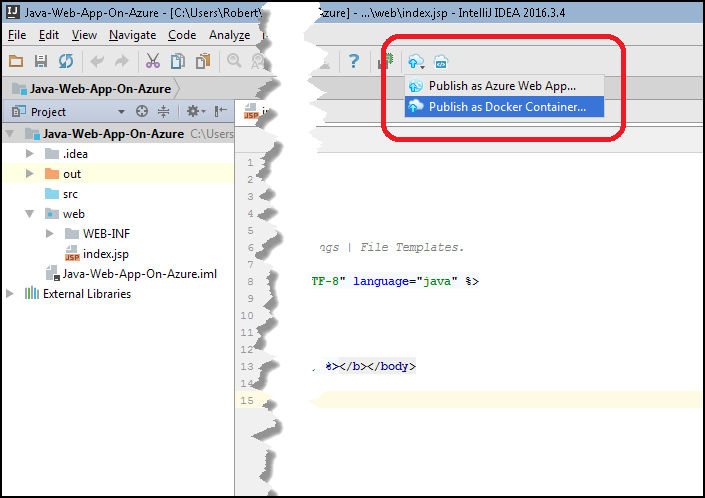 Java-Web-App-On-Azure - [C:\Users\Robert\ Azure] - ...\web\index.jsp - IntelliJ IDEA 2016.3.4
File Edit View Navigate Code Analyze
Java-Web-App-On-Azure
Publish as Azure Web App...
Project
Publish as Docker Container...
Java-Web-App-On-Azure C:\Users
.idea
out
src
web
WEB-INF
JSP index.jsp
Java-Web-App-On-Azure.iml
External Libraries
JSP
1
2
3
4
5
6 ngs | File Templates.
7
8 TF-8" language="java" %>
9
10
11
12
13 , %></b></body>
14
15